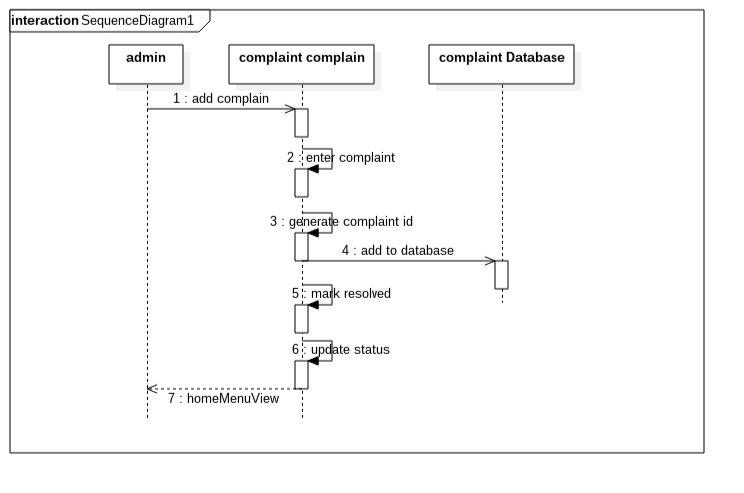 interaction SequenceDiagram1
admin
complaint complain
complaint Database
1 : add complain
2 : enter complaint
3 : generate complaint id
4 : add to database
5 : mark resolved
6 : update status
7 : homeMenuView